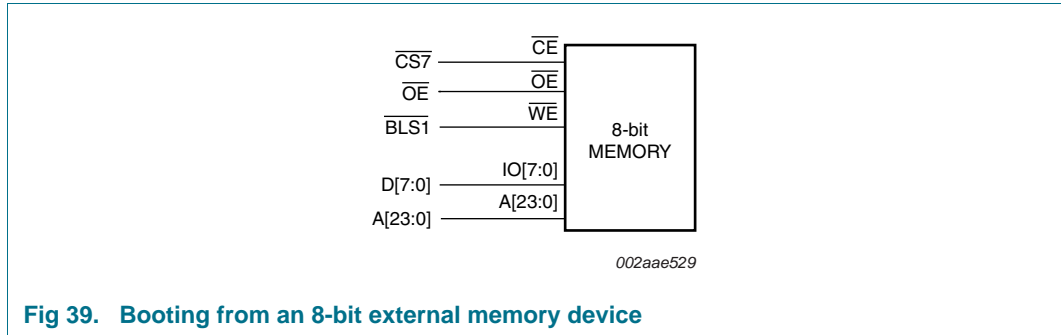 CS7
CE
OE
OE
BLS1
WE
8-bit
MEMORY
D[7:0]
IO[7:0]
A[23:0]
A[23:0]
002aae529
Fig 39. Booting from an 8-bit external memory device